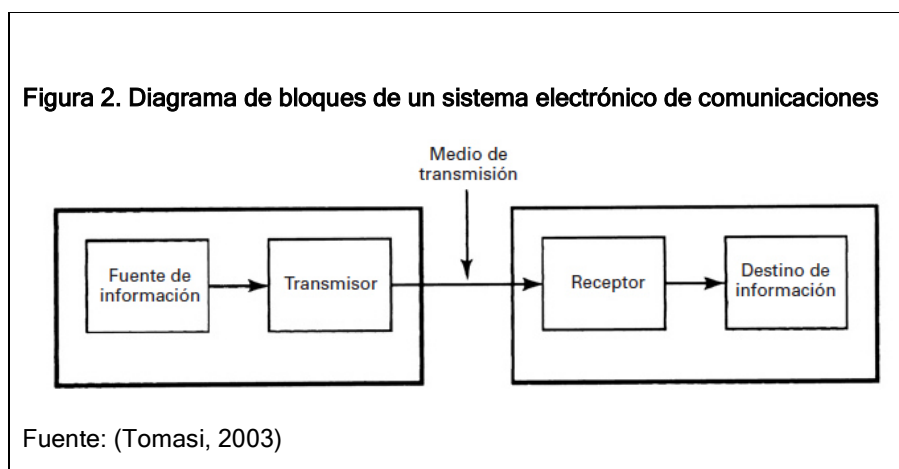 Figura 2. Diagrama de bloques de un sistema electrónico de comunicaciones
Medio de
transmisión
Fuente de
información
Transmisor
Receptor
Destino de
información
Fuente: (Tomasi, 2003)